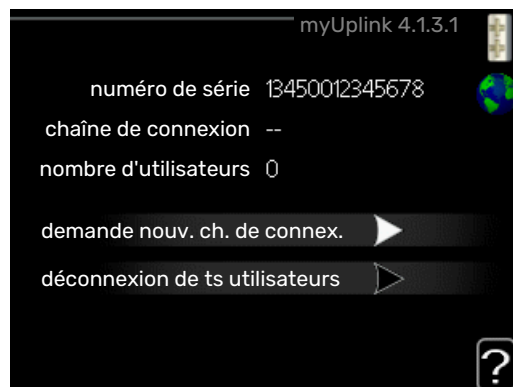 myUplink 4.1.3.1
numéro de série 13450012345678
chaîne de connexion --
nombre d'utilisateurs 0
demande nouv. ch. de connex.
déconnexion de ts utilisateurs
?